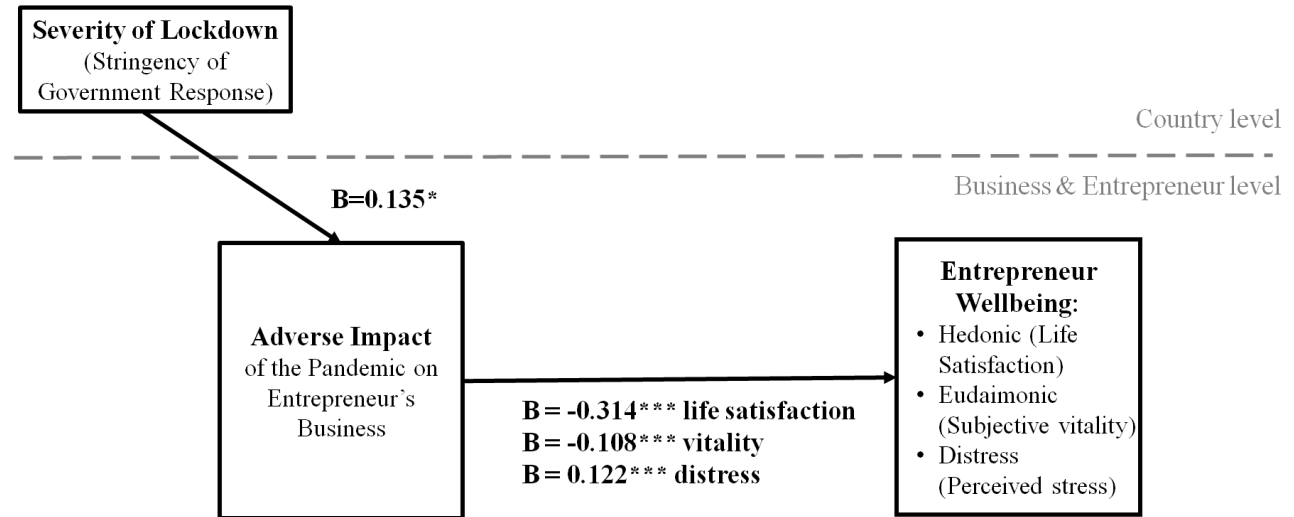 Severity of Lockdown
(Stringency of
Government Response)
Country level
Business & Entrepreneur level
B=0.135*
Adverse Impact
of the Pandemic on
Entrepreneur’s
Business
B = -0.314*** life satisfaction
B = -0.108*** vitality
B = 0.122*** distress
Entrepreneur
Wellbeing:
• Hedonic (Life
Satisfaction)
• Eudaimonic
(Subjective vitality)
• Distress
(Perceived stress)